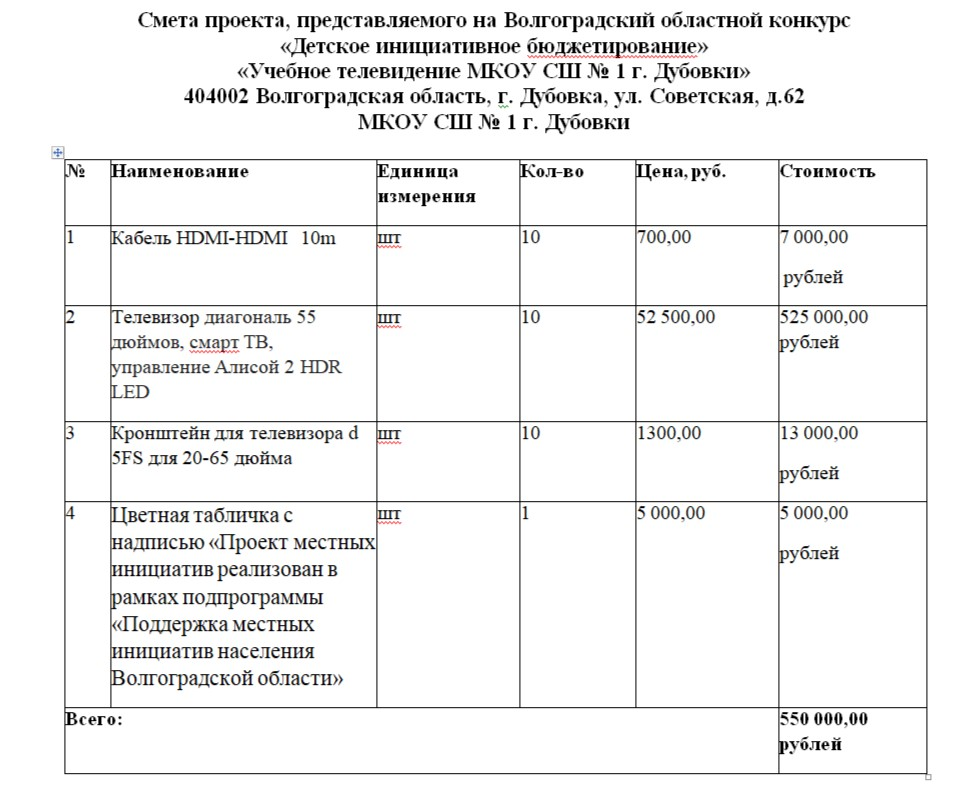 Смета проекта, представляемого на Волгоградский областной конкурс
«Детское инициативное бюджетирование»
«Учебное телевидение МКОУ СШ № 1 г. Дубовки»
404002 Волгоградская область, г. Дубовка, ул. Советская, д.62
МКОУ СШ № 1 г. Дубовки
№ Наименование Единица измерения Кол-во Цена, руб. Стоимость
1 Кабель HDMI-HDMI 10m шт 10 700,00 7 000,00
рублей
2 Телевизор диагональ 55 шт 10 52 500,00 525 000,00
дюймов, смарт ТВ, рублей
управление Алисой 2 HDR
LED
3 Кронштейн для телевизора d шт 10 1300,00 13 000,00
5FS для 20-65 дюйма рублей
4 Цветная табличка с шт 1 5 000,00 5 000,00
надписью «Проект местных рублей
инициатив реализован в
рамках подпрограммы
«Поддержка местных
инициатив населения
Волгоградской области»
Всего: 550 000,00
рублей